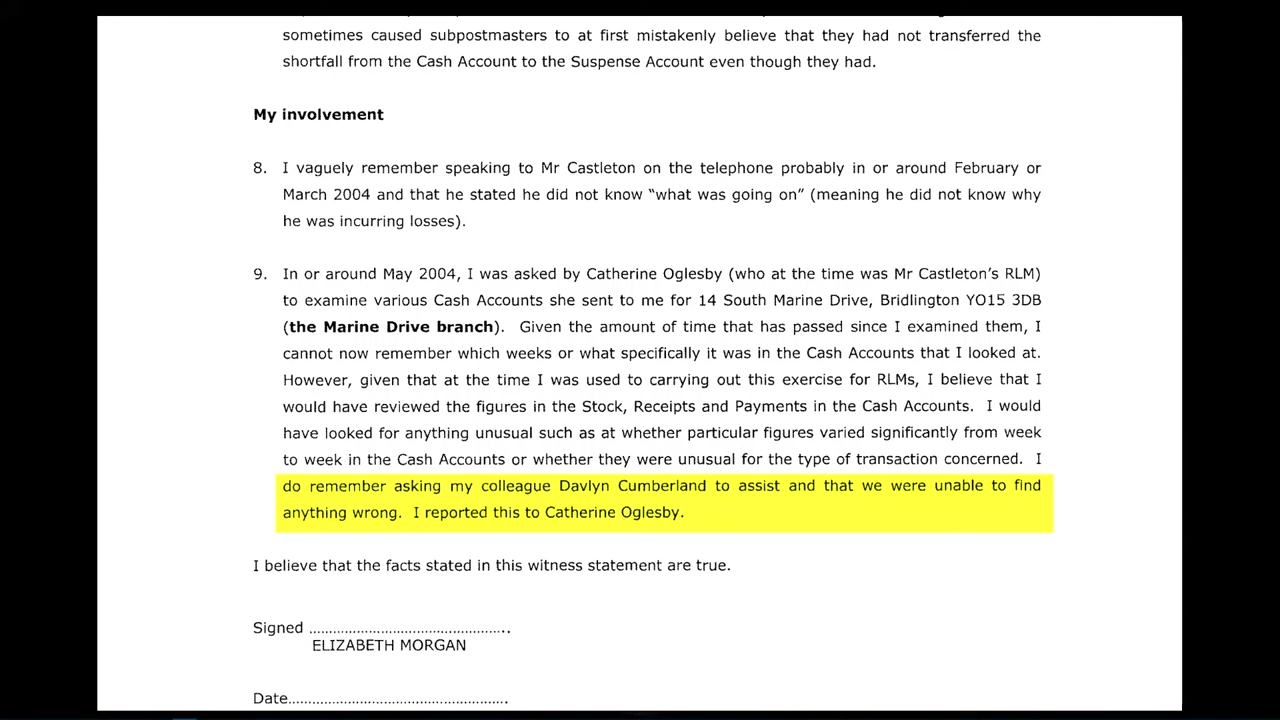 sometimes caused subpostmasters to at first mistakenly believe that they had not transferred the
shortfall from the Cash Account to the Suspense Account even though they had.
My involvement
8. I vaguely remember speaking to Mr Castleton on the telephone probably in or around February or
March 2004 and that he stated he did not know “what was going on” (meaning he did not know why
he was incurring losses).
9. In or around May 2004, I was asked by Catherine Oglesby (who at the time was Mr Castleton’s RLM)
to examine various Cash Accounts she sent to me for 14 South Marine Drive, Bridlington YO15 3DB
(the Marine Drive branch). Given the amount of time that has passed since I examined them, I
cannot now remember which weeks or what specifically it was in the Cash Accounts that I looked at.
However, given that at the time I was used to carrying out this exercise for RLMs, I believe that I
would have reviewed the figures in the Stock, Receipts and Payments in the Cash Accounts. I would
have looked for anything unusual such as at whether particular figures varied significantly from week
to week in the Cash Accounts or whether they were unusual for the type of transaction concerned. I
do remember asking my colleague Davlyn Cumberland to assist and that we were unable to find
anything wrong. I reported this to Catherine Oglesby.
I believe that the facts stated in this witness statement are true.
Signed ......................................................
ELIZABETH MORGAN
Date............................................................